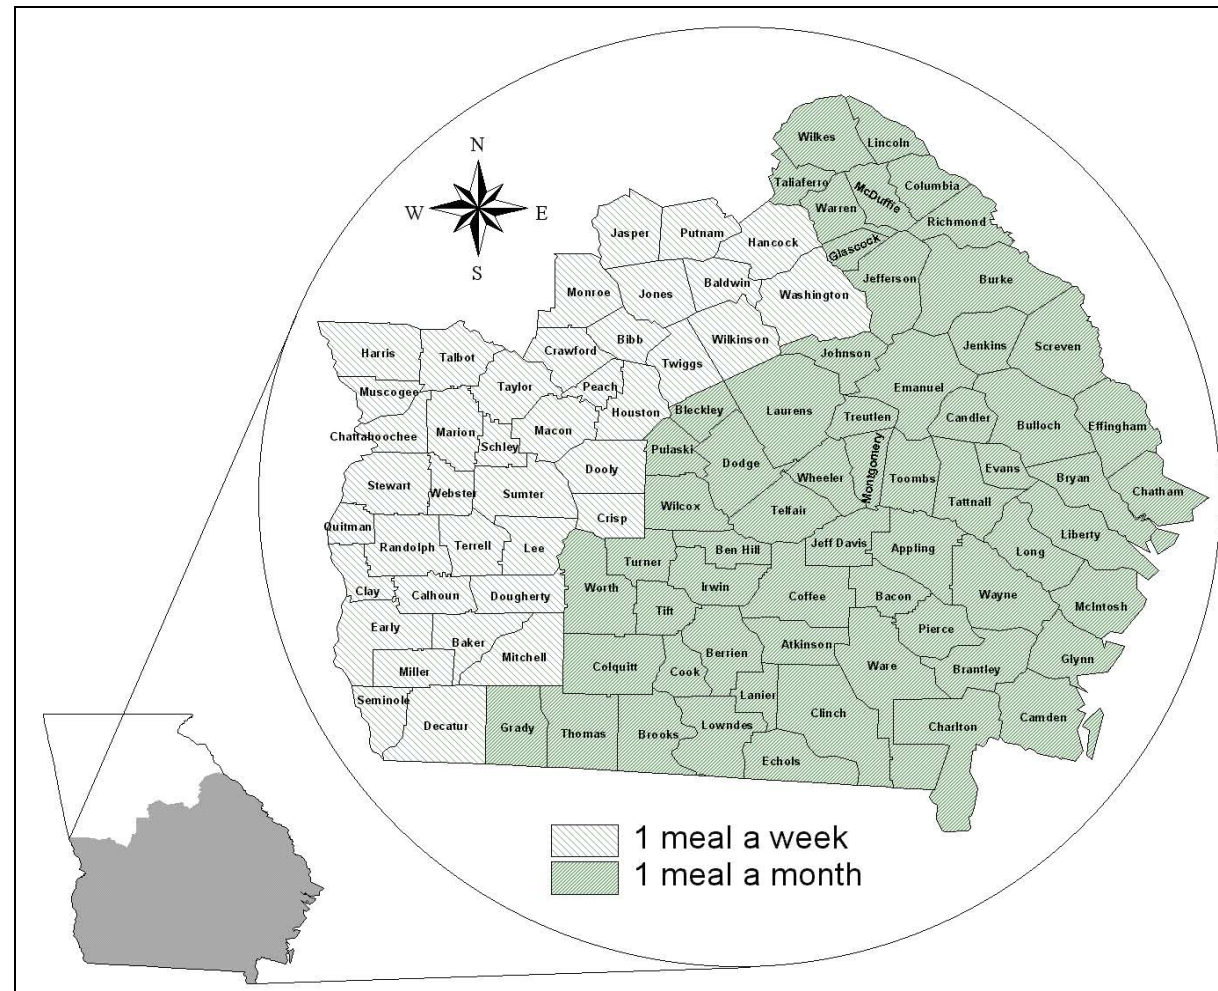 Wilkes
Lincoln
N
Taliaferro
McDuffie
Columbia
W
E
Warren
Richmond
Jasper
Putnam
Hancock
Glascock
S
Jefferson
Burke
Monroe
Jones
Baldwin
Washington
Harris
Talbot
Crawford
Bibb
Wilkinson
Johnson
Jenkins
Screven
Twiggs
Muscogee
Taylor
Peach
Emanuel
Houston
Bleckley
Laurens
Treutlen
Candler
Chattahoochee
Marion
Schley
Macon
Bulloch
Effingham
Pulaski
Dodge
Montgomery
Dooly
Wheeler
Toombs
Evans
Bryan
Stewart
Webster
Sumter
Chatham
Wilcox
Telfair
Tattnall
Quitman
Crisp
Randolph
Terrell
Lee
Ben Hill
Jeff Davis
Appling
Long
Liberty
Turner
Clay
Calhoun
Dougherty
Worth
Irwin
Coffee
Bacon
Wayne
McIntosh
Tift
Early
Baker
Mitchell
Pierce
Atkinson
Berrien
Glynn
Miller
Colquitt
Cook
Ware
Brantley
Seminole
Lanier
Decatur
Grady
Thomas
Brooks
Lowndes
Clinch
Charlton
Camden
Echols
1 meal a week
1 meal a month